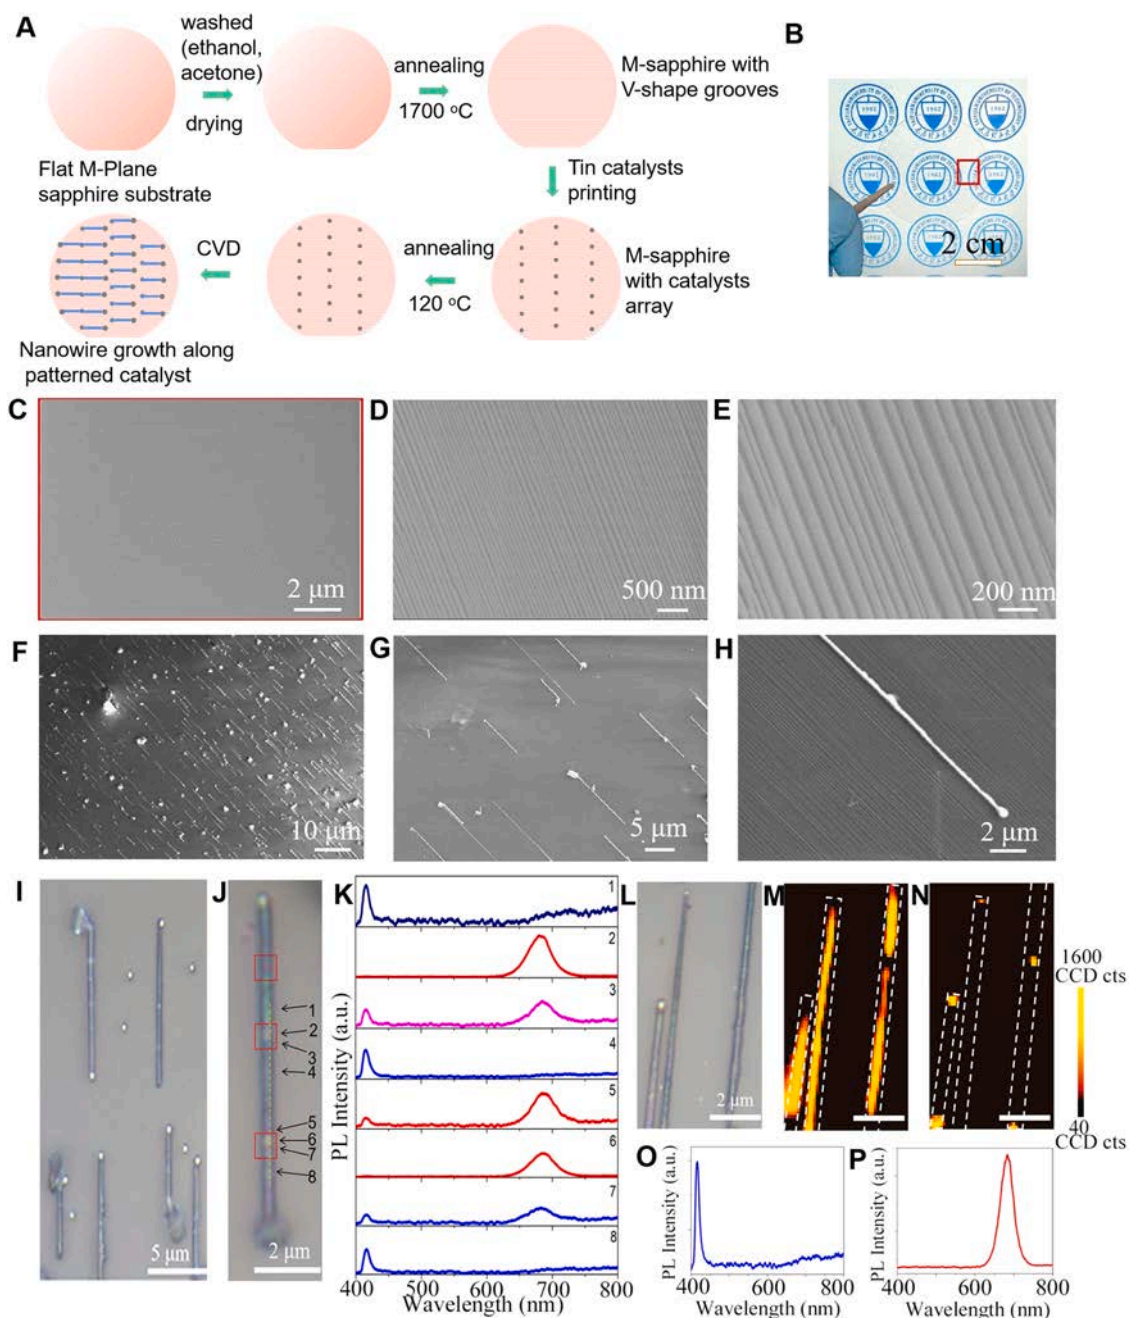 A
washed
(ethanol,
acetone)
drying
annealing
1700 °C
M-sapphire with
V-shape grooves
Flat M-Plane
sapphire substrate
Tin catalysts
printing
CVD
annealing
120 °C
M-sapphire
with catalysts
array
Nanowire growth along
patterned catalyst
B
1902
1902
1902
2 cm
C
2 μm
D
500 nm
E
200 nm
F
10 μm
G
5 μm
H
2 μm
I
5 μm
J
1
2
3
4
5
6
7
8
2 μm
K
1
2
3
4
5
6
7
8
PL Intensity (a.u.)
400 500 600 700 800
Wavelength (nm)
L
2 μm
M
N
1600
CCD cts
40
CCD cts
O
PL Intensity (a.u.)
400 600 800
Wavelength (nm)
P
PL Intensity (a.u.)
400 600 800
Wavelength (nm)